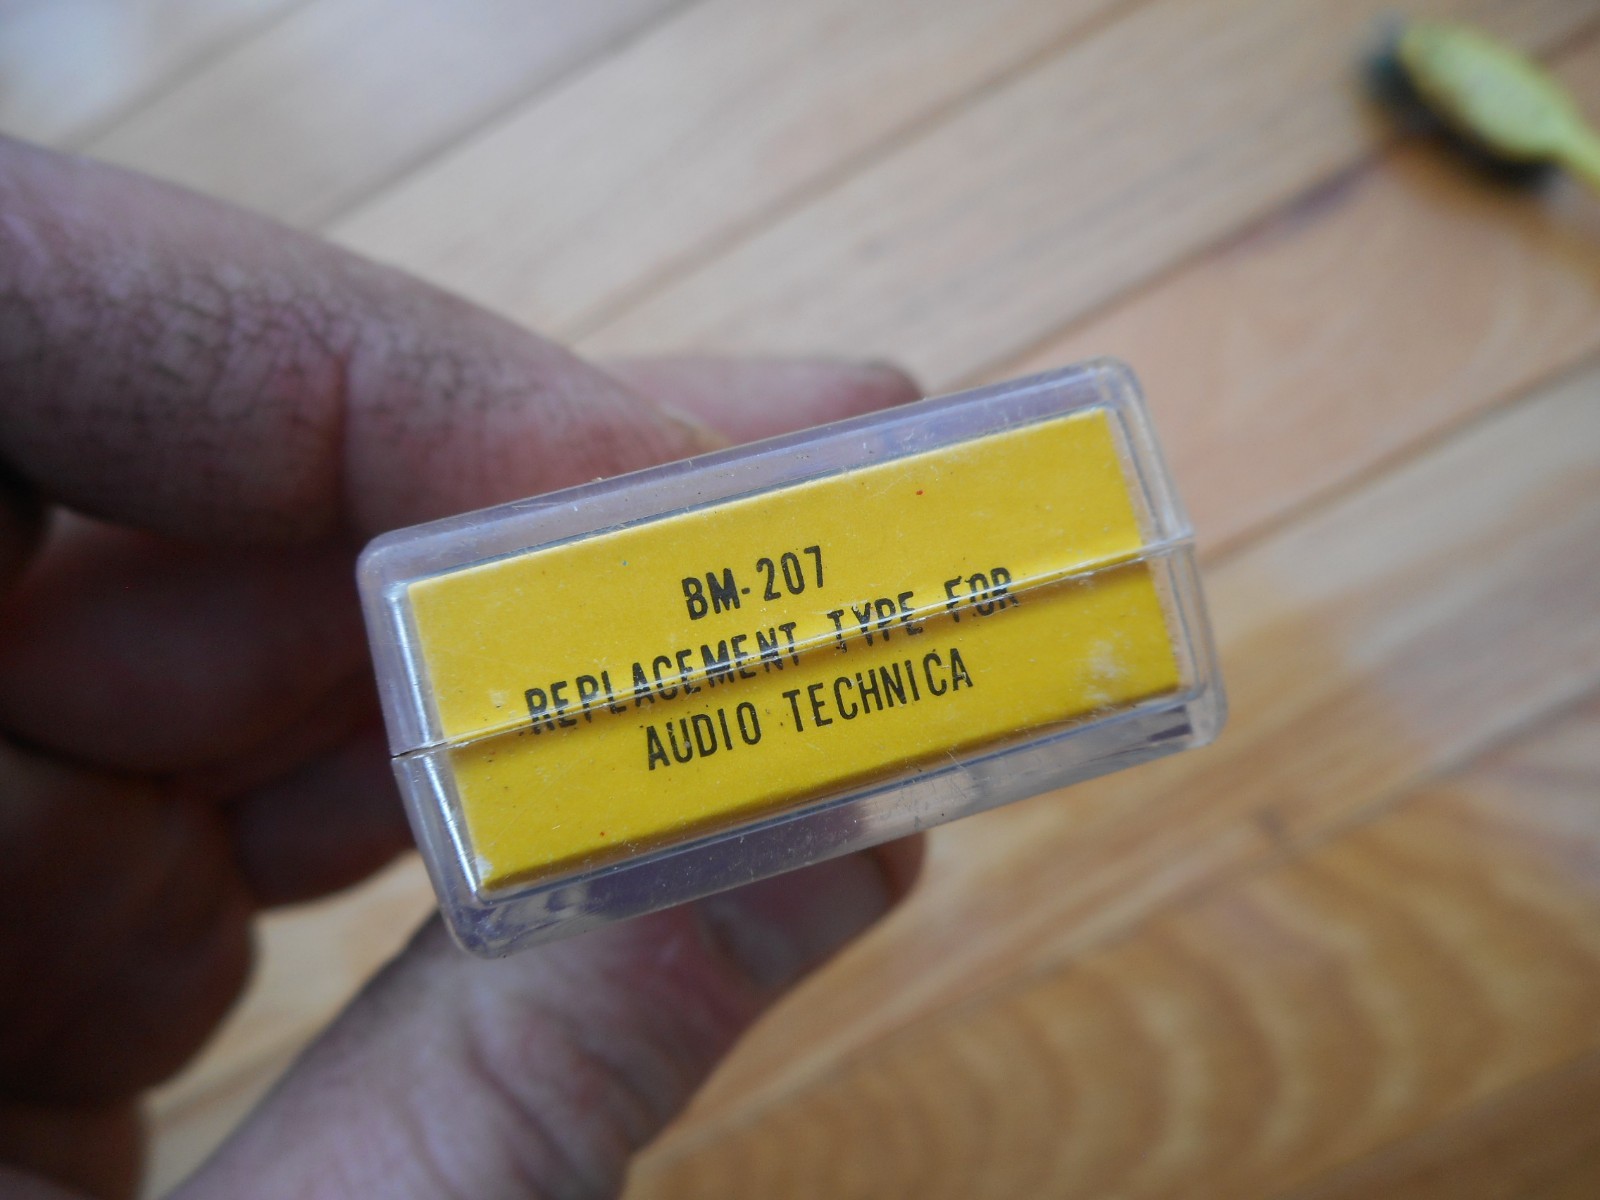 BM-207
REPLACEMENT TYPE FOR
AUDIO TECHNICA